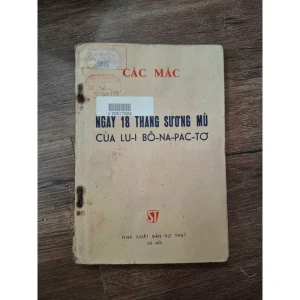 CÁC MÁC
NGÀY 18 THÁNG SƯƠNG MÙ
CỦA LU-I BÔ-NA-PAC-TƠ
ST
NHÀ XUẤT BẢN SỰ THẬT
HÀ NỘI